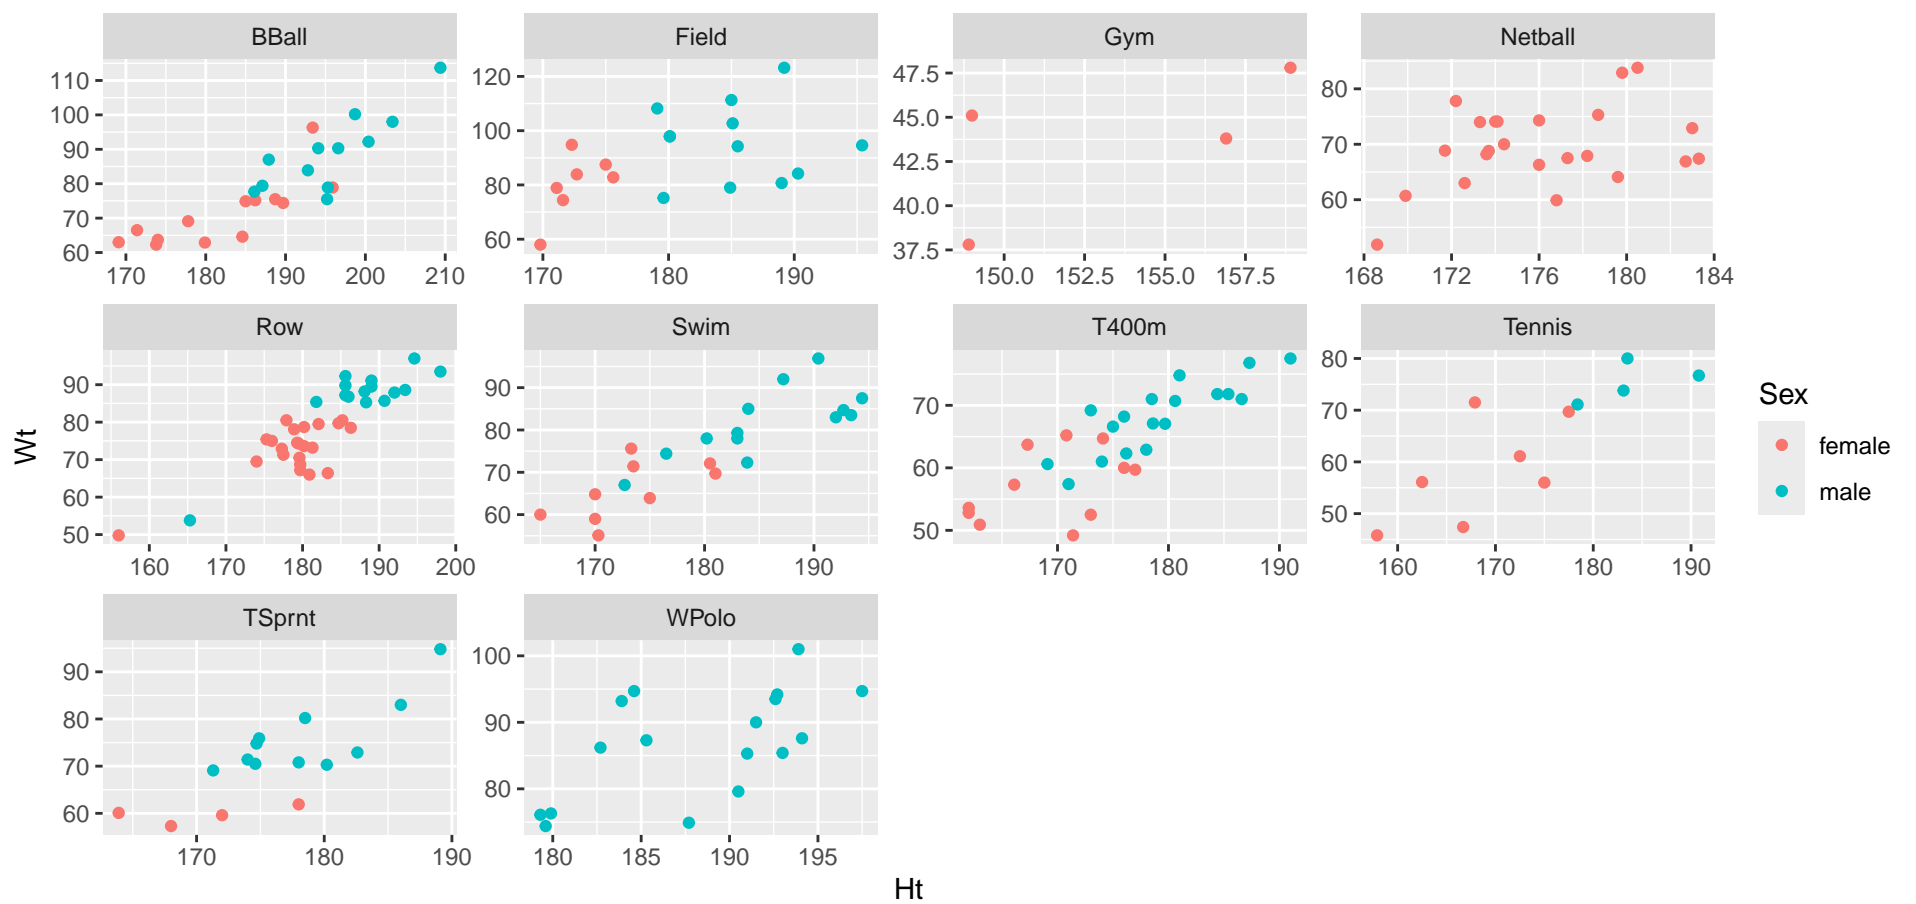 BBall Field Gym Netball
110
100
90
80
70
60
170 180 190 200 210
120
100
80
60
170 180 190
47.5
45.0
42.5
40.0
37.5
150.0 152.5 155.0 157.5
80
70
60
168 172 176 180 184
Row Swim T400m Tennis
90
80
70
60
50
160 170 180 190 200
90
80
70
60
170 180 190
70
60
50
170 180 190
80
70
60
50
160 170 180 190
TSprnt WPolo
90
80
70
60
170 180 190
100
90
80
180 185 190 195
Wt
Ht
Sex
female
male